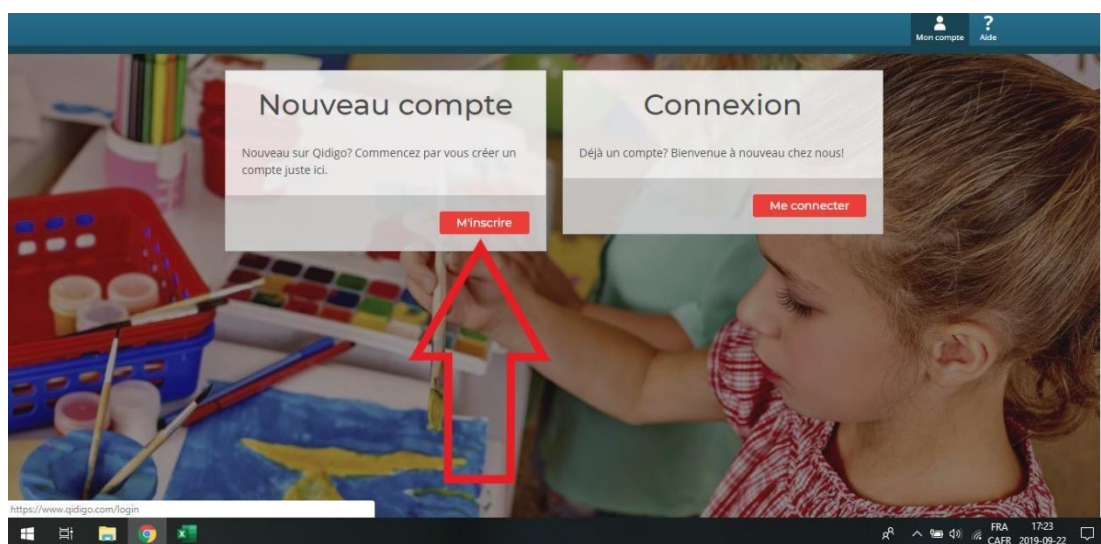 Mon compte
?
Aide
Nouveau compte
Nouveau sur Qidigo? Commencez par vous créer un
compte juste ici.
M'inscrire
Connexion
Déjà un compte? Bienvenue à nouveau chez nous!
Me connecter
https://www.qidigo.com/login
FRA
CAFR
17:23
2019-09-22